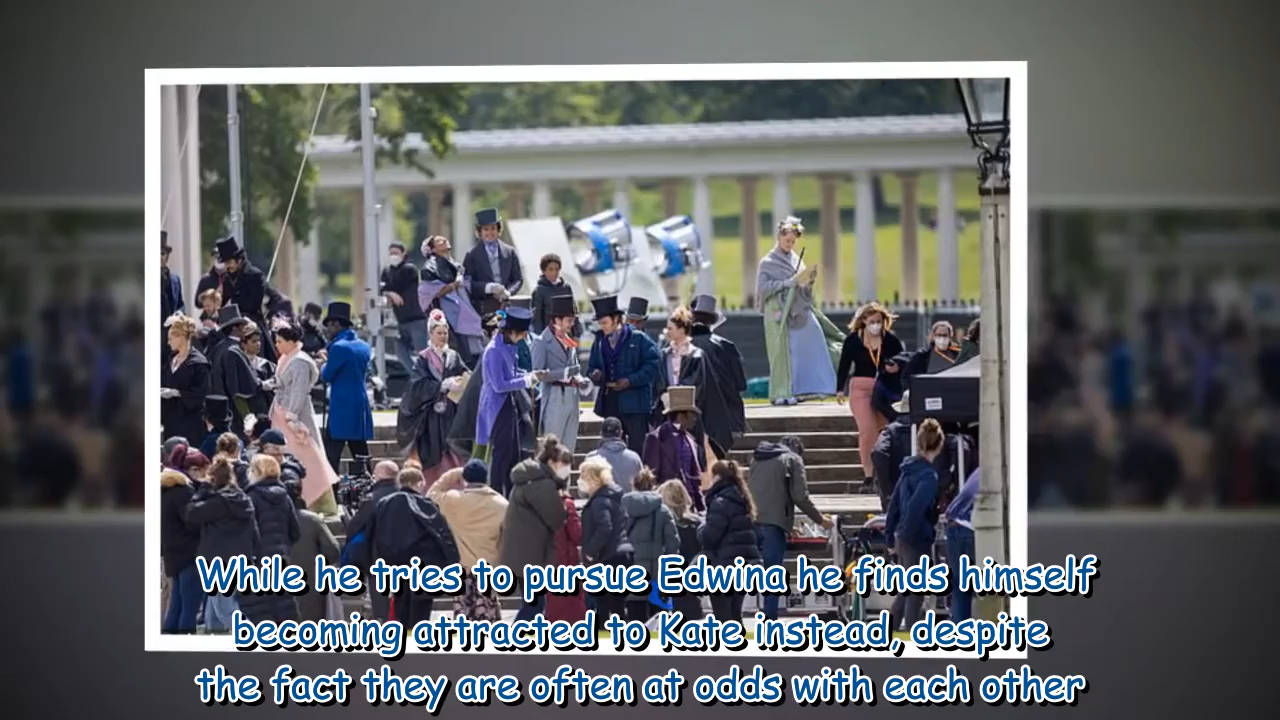 While he tries to pursue Edwina he finds himself
becoming attracted to Kate instead, despite
the fact they are often at odds with each other